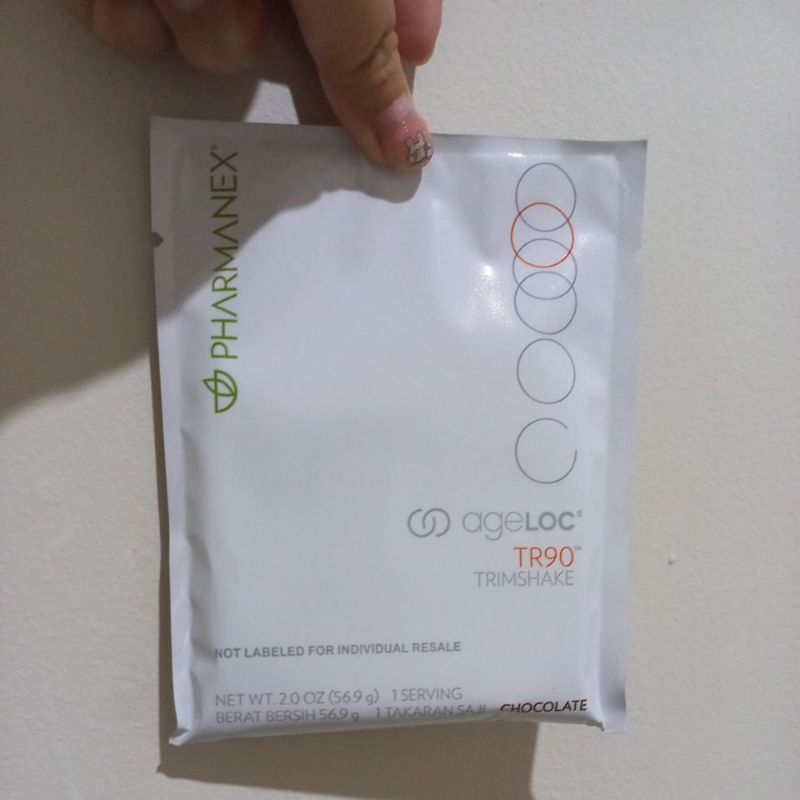 PHARMANEX®
ageLOC®
TR90™
TRIMSHAKE
NOT LABELED FOR INDIVIDUAL RESALE
NET WT. 2.0 OZ (56.9 g) 1 SERVING
BERAT BERSIH 56.9 g 1 TAKARAN SAJI CHOCOLATE